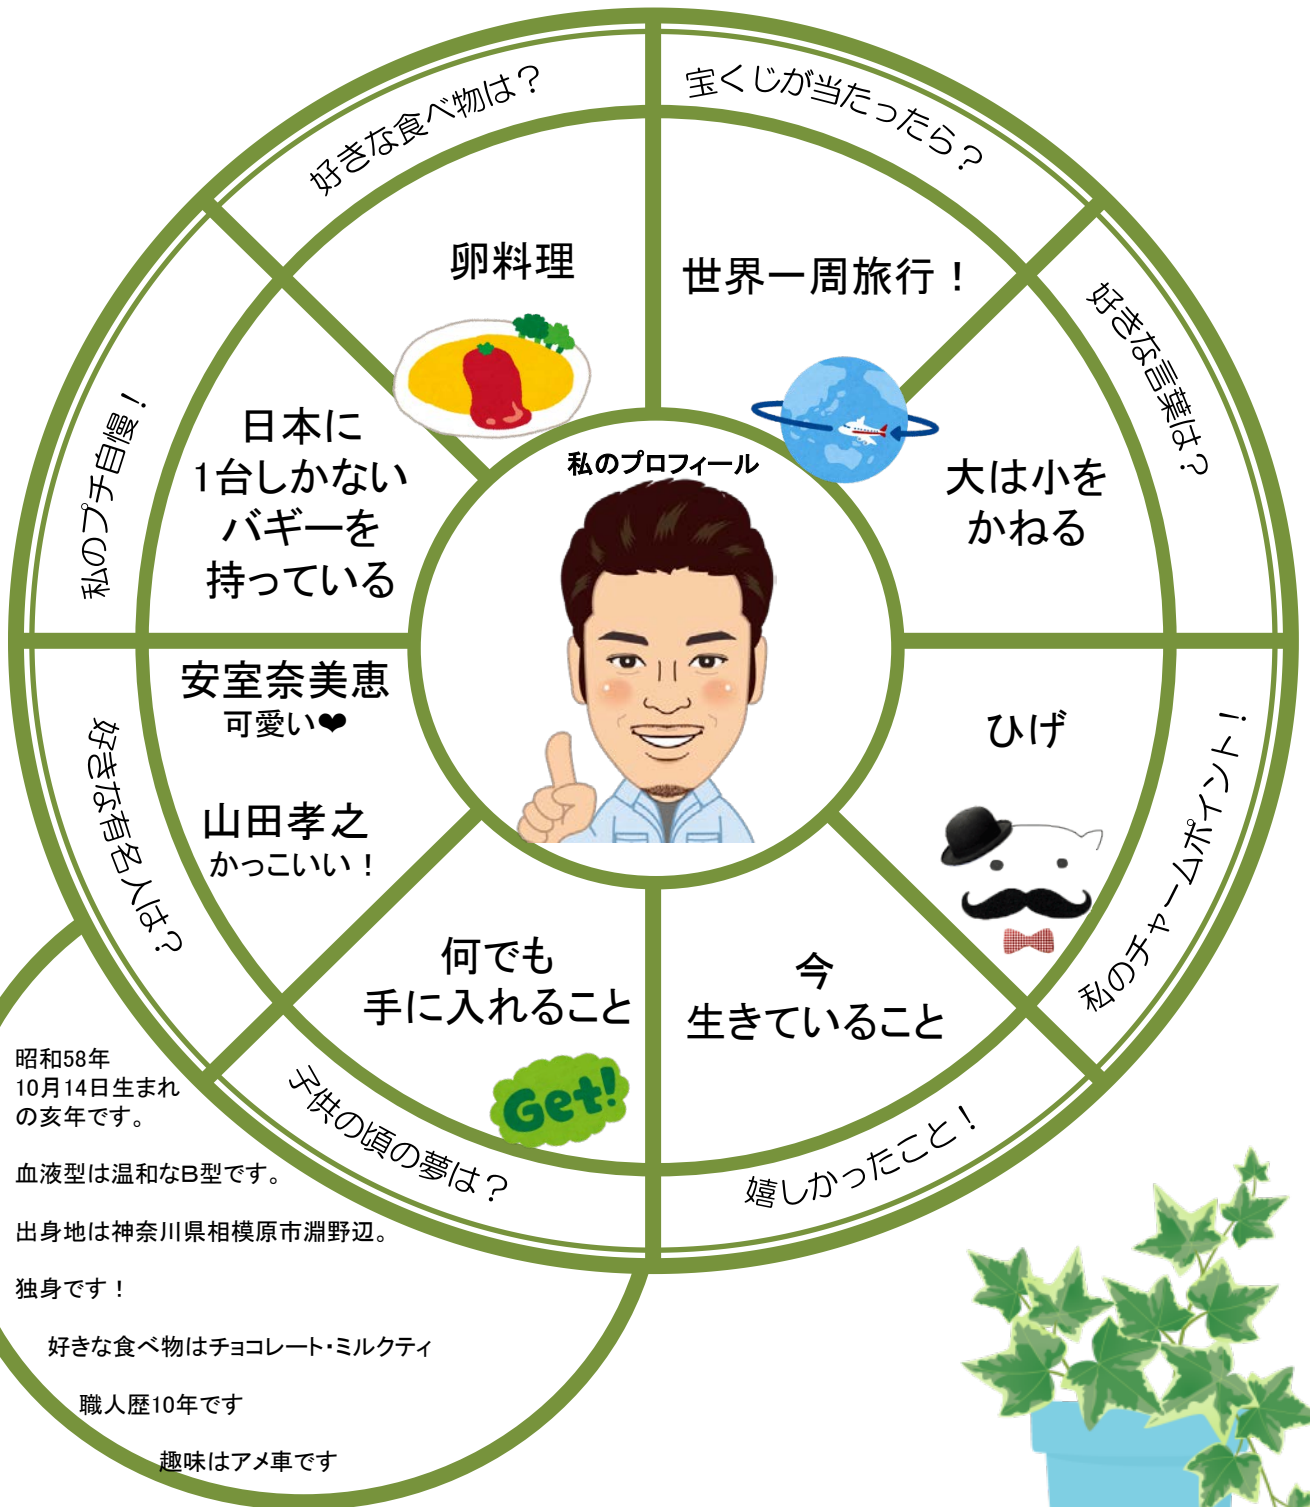 私のプロフィール
好きな食べ物は？
卵料理
宝くじが当たったら？
世界一周旅行！
好きな言葉は？
大は小を
かねる
私のチャームポイント！
ひげ
嬉しかったこと！
今
生きていること
子供の頃の夢は？
何でも
手に入れること
Get!
好きな有名人は？
安室奈美恵
可愛い❤
山田孝之
かっこいい！
私のプチ自慢！
日本に
1台しかない
バギーを
持っている
昭和58年
10月14日生まれ
の亥年です。
血液型は温和なB型です。
出身地は神奈川県相模原市淵野辺。
独身です！
好きな食べ物はチョコレート・ミルクティ
職人歴10年です
趣味はアメ車です